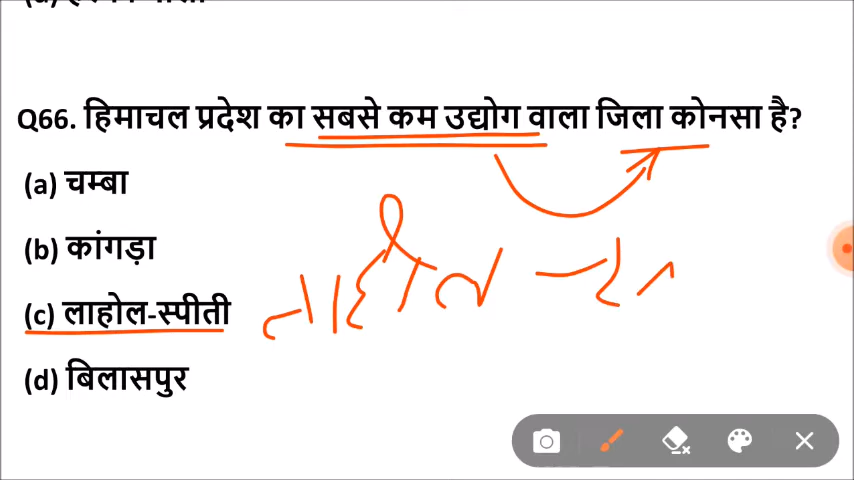 Q66. हिमाचल प्रदेश का सबसे कम उद्योग वाला जिला कोनसा है?
(a) चम्बा
(b) कांगड़ा
(c) लाहोल-स्पीती
लाहौल -
(d) बिलासपुर